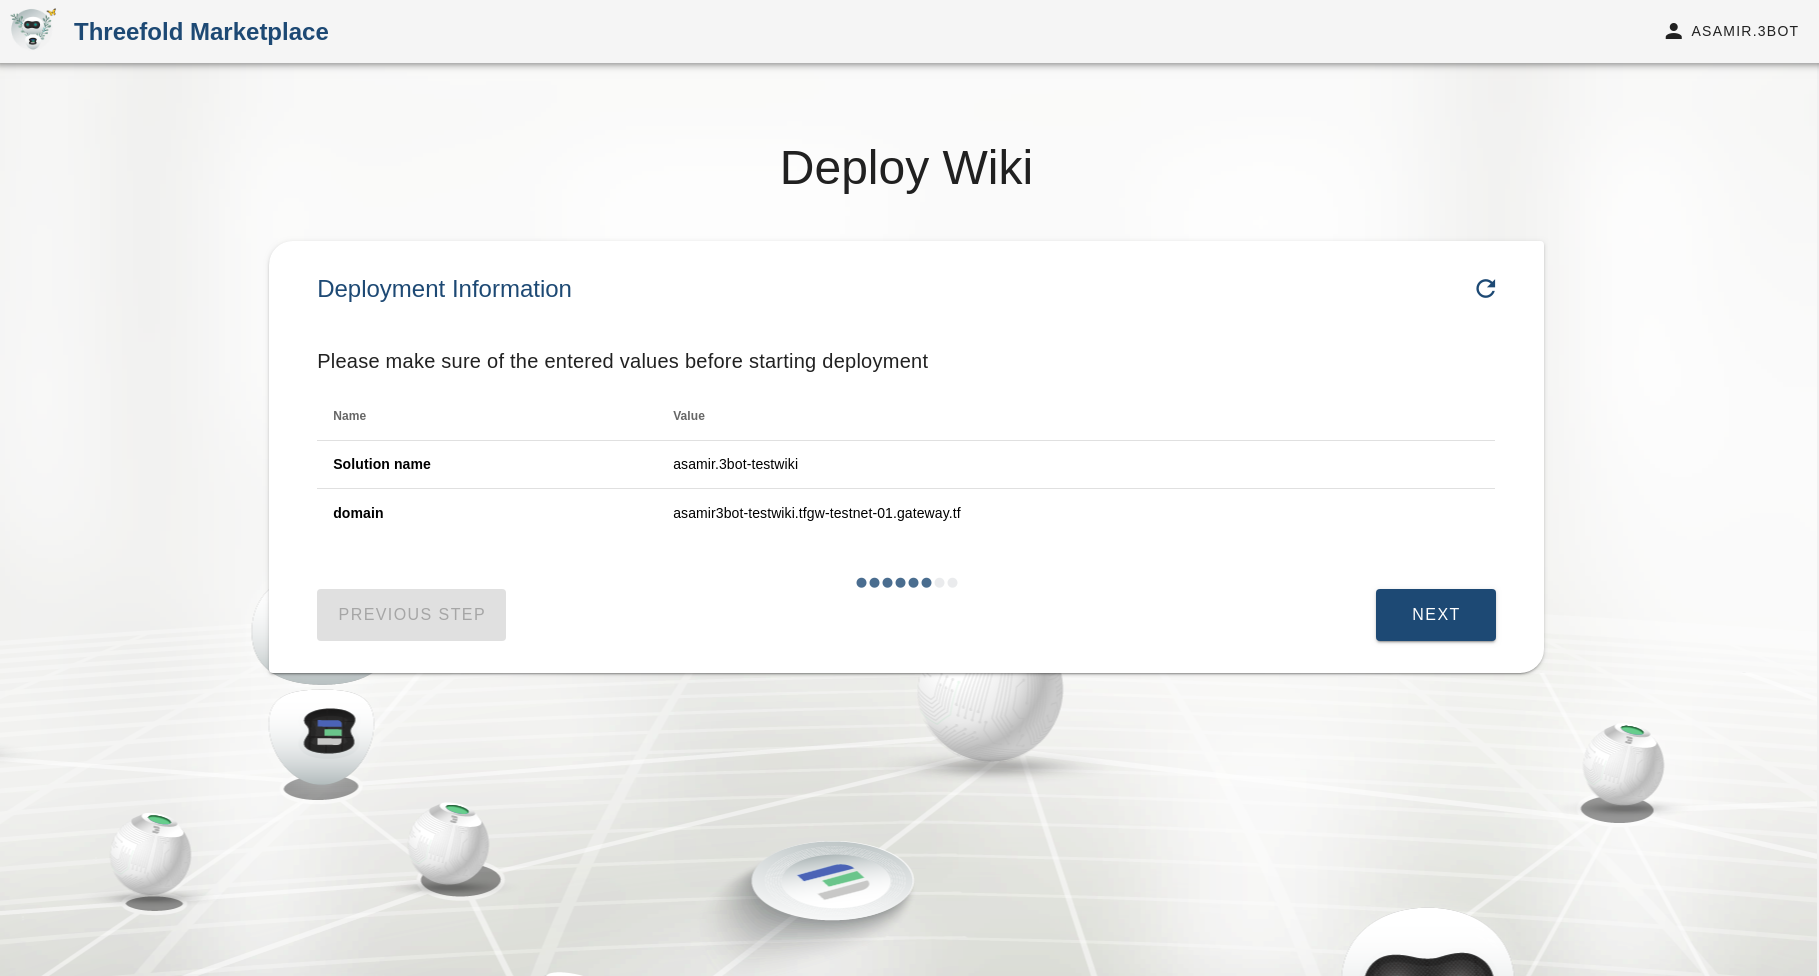 Threefold Marketplace
ASAMIR.3BOT
Deploy Wiki
Deployment Information
Please make sure of the entered values before starting deployment
Name Value
Solution name asamir.3bot-testwiki
domain asamir3bot-testwiki.tfgw-testnet-01.gateway.tf
PREVIOUS STEP
NEXT